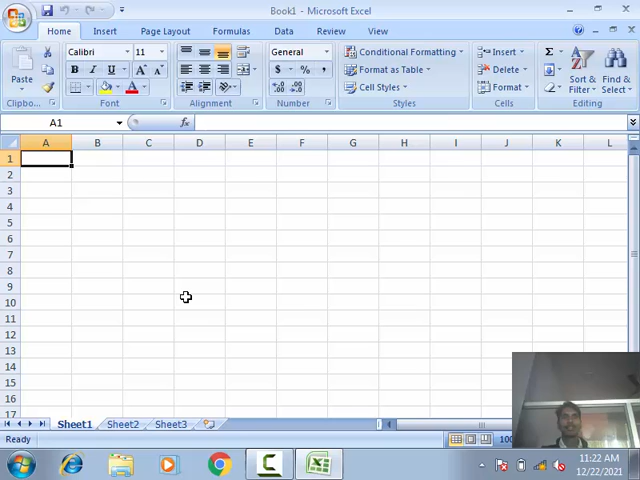 Book1 - Microsoft Excel
Home Insert Page Layout Formulas Data Review View
Paste
Calibri 11
B I U
General
$ % ,
Conditional Formatting
Format as Table
Cell Styles
Insert
Delete
Format
Σ
Sort & Filter
Find & Select
Clipboard... Font Alignment Number Styles Cells Editing
A1 fx
A B C D E F G H I J K L
1
2
3
4
5
6
7
8
9
10
11
12
13
14
15
16
17
Sheet1 Sheet2 Sheet3
Ready
11:22 AM
12/22/2021